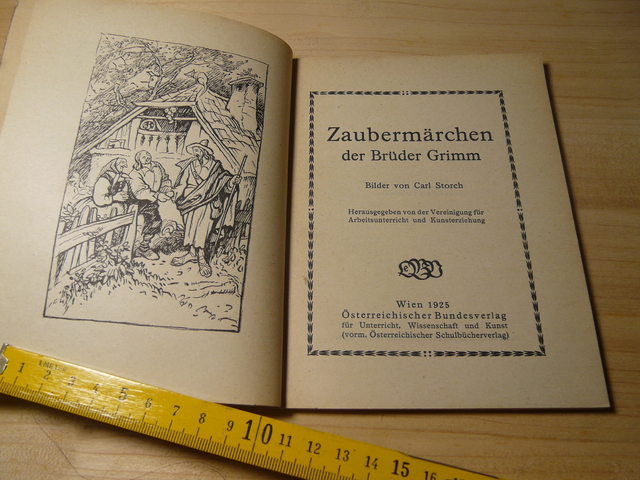 Zaubermärchen
der Brüder Grimm
Bilder von Carl Storch
Herausgegeben von der Vereinigung für
Arbeitsunterricht und Kunsterziehung
Wien 1925
Österreichischer Bundesverlag
für Unterricht, Wissenschaft und Kunst
(vorm. Österreichischer Schulbücherverlag)
1 2 3 4 5 6 7 8 9 10 11 12 13 14 15 16